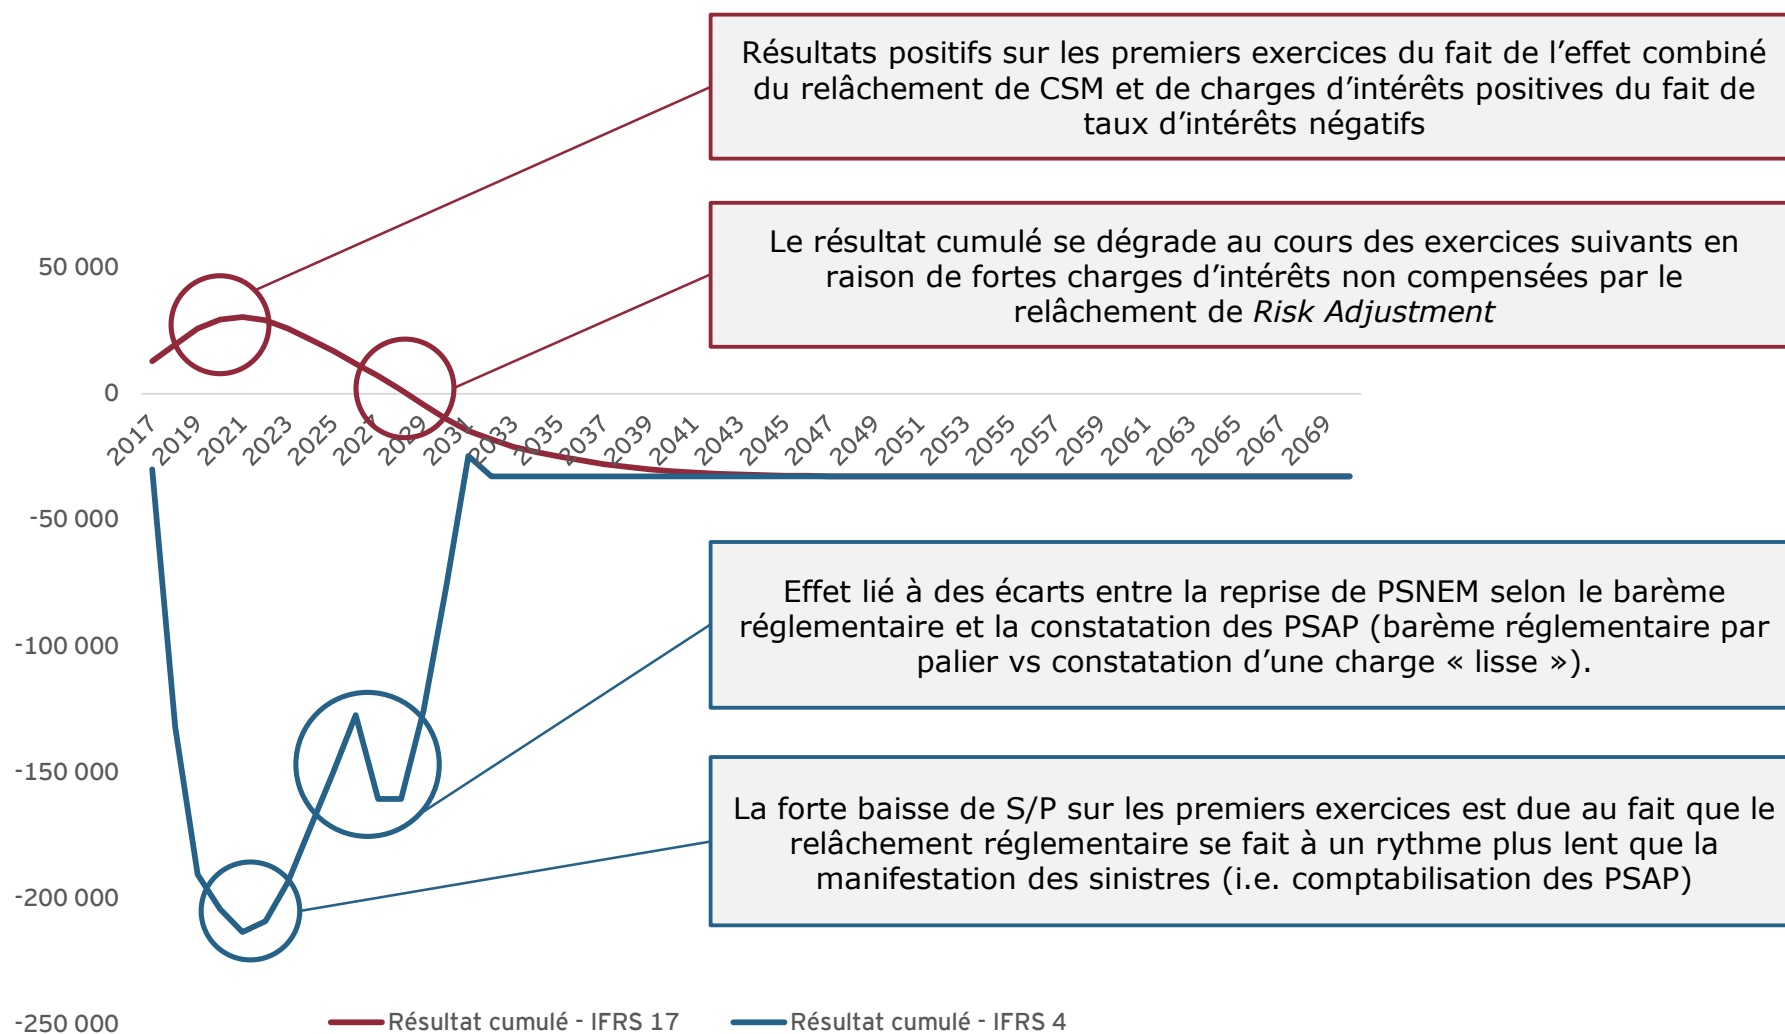 Résultats positifs sur les premiers exercices du fait de l’effet combiné
du relâchement de CSM et de charges d’intérêts positives du fait de
taux d’intérêts négatifs
Le résultat cumulé se dégrade au cours des exercices suivants en
raison de fortes charges d’intérêts non compensées par le
relâchement de Risk Adjustment
50 000
0
-50 000
-100 000
-150 000
-200 000
-250 000
2017
2019
2021
2023
2025
2027
2029
2031
2033
2035
2037
2039
2041
2043
2045
2047
2049
2051
2053
2055
2057
2059
2061
2063
2065
2067
2069
Effet lié à des écarts entre la reprise de PSNEM selon le barème
réglementaire et la constatation des PSAP (barème réglementaire par
palier vs constatation d’une charge « lisse »).
La forte baisse de S/P sur les premiers exercices est due au fait que le
relâchement réglementaire se fait à un rythme plus lent que la
manifestation des sinistres (i.e. comptabilisation des PSAP)
Résultat cumulé - IFRS 17
Résultat cumulé - IFRS 4